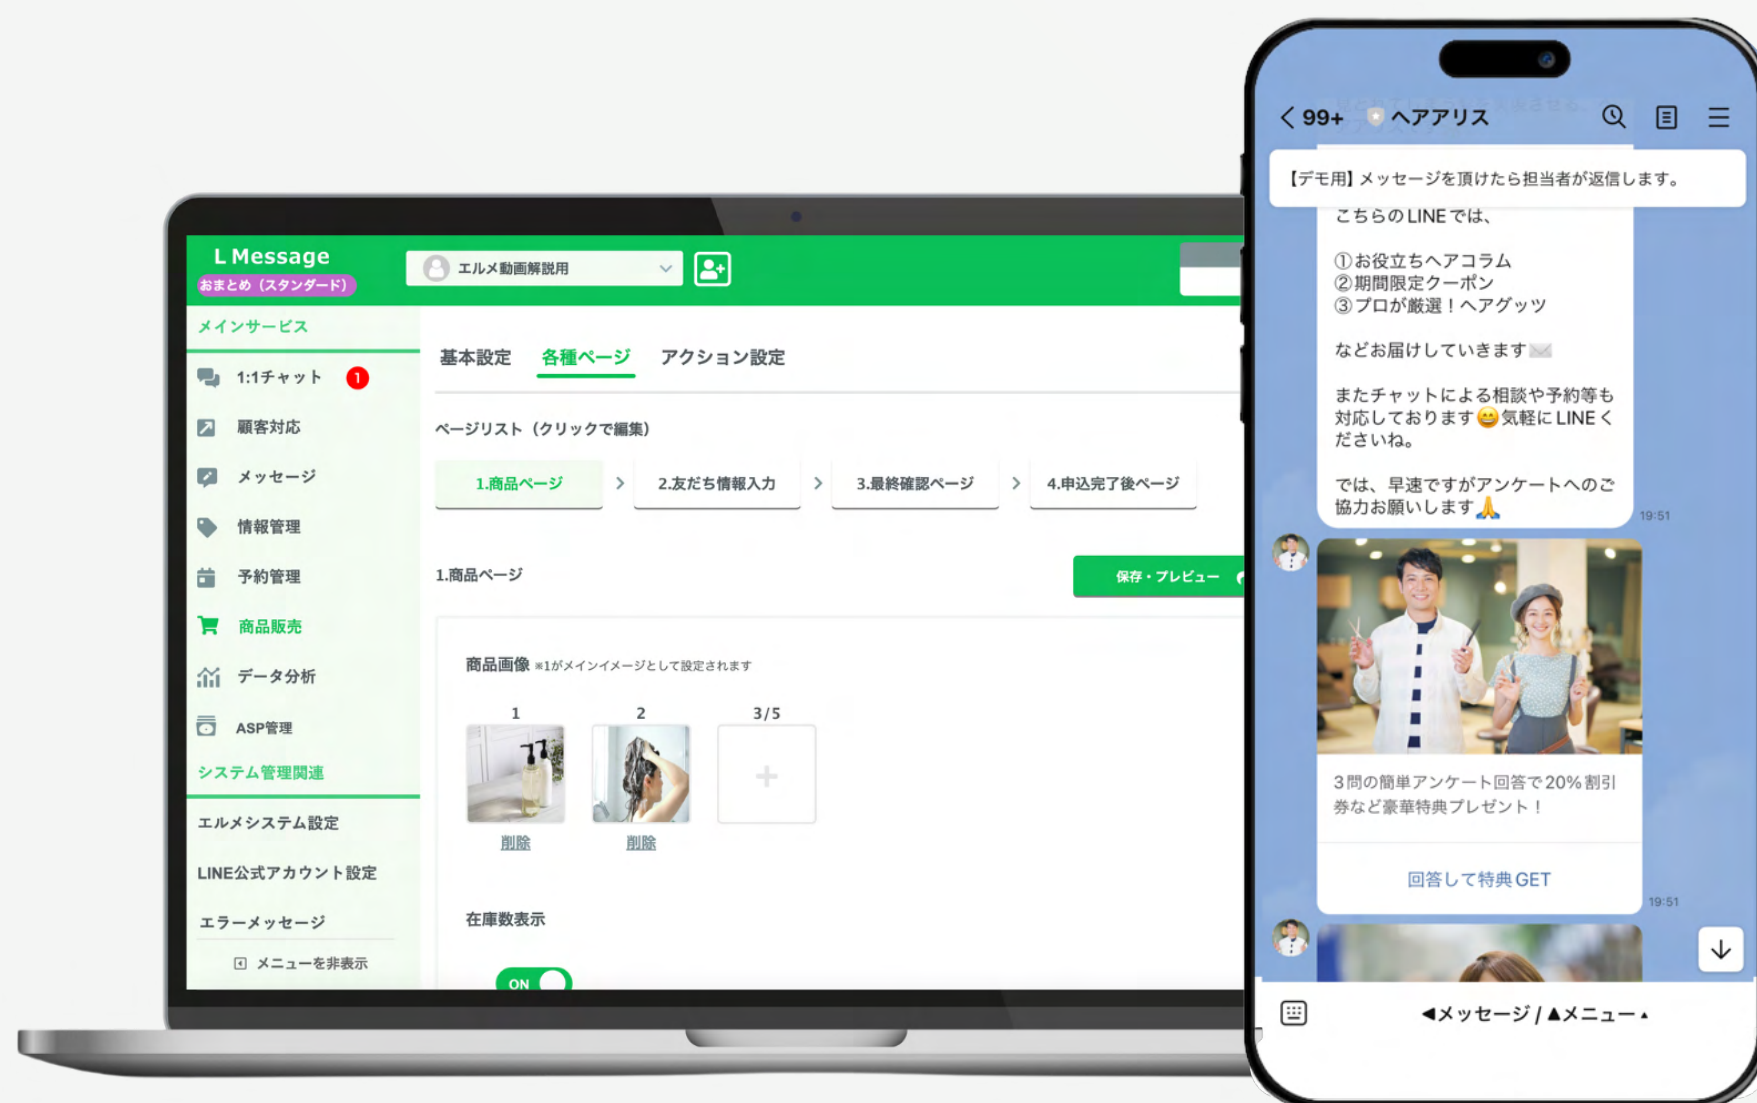 L Message
おまとめ（スタンダード）
エルメ動画解説用
メインサービス
1:1チャット 1
顧客対応
メッセージ
情報管理
予約管理
商品販売
データ分析
ASP管理
システム管理関連
エルメシステム設定
LINE公式アカウント設定
エラーメッセージ
メニューを非表示
基本設定 各種ページ アクション設定
ページリスト（クリックで編集）
1.商品ページ > 2.友だち情報入力 > 3.最終確認ページ > 4.申込完了後ページ
1.商品ページ
保存・プレビュー
商品画像 ※1がメインイメージとして設定されます
1 2 3/5
削除 削除
在庫数表示
ON
99+ ヘアアリス
【デモ用】メッセージを頂けたら担当者が返信します。
こちらのLINEでは、
①お役立ちヘアコラム
②期間限定クーポン
③プロが厳選！ヘアグッツ
などお届けしていきます✉️
またチャットによる相談や予約等も
対応しております😄気軽にLINEく
ださいね。
では、早速ですがアンケートへのご
協力お願いします🙏
19:51
3問の簡単アンケート回答で20%割引
券など豪華特典プレゼント！
回答して特典GET
19:51
◀メッセージ / ▲メニュー ▲